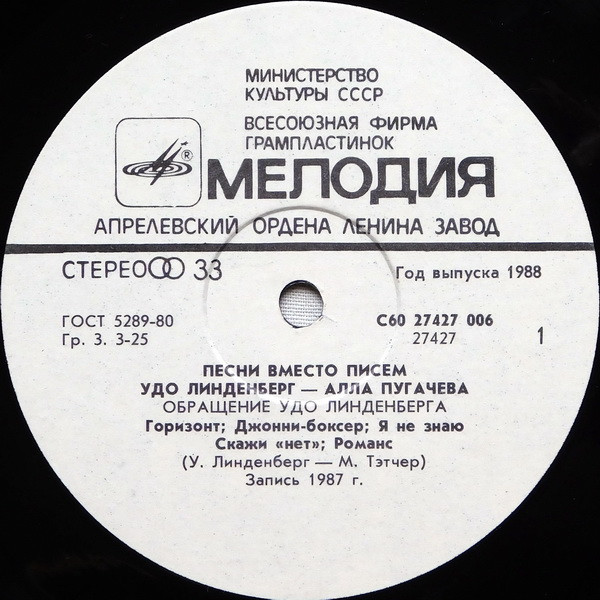 МИНИСТЕРСТВО
КУЛЬТУРЫ СССР
ВСЕСОЮЗНАЯ ФИРМА
ГРАМПЛАСТИНОК
®
МЕЛОДИЯ
АПРЕЛЕВСКИЙ ОРДЕНА ЛЕНИНА ЗАВОД
СТЕРЕО 33
Год выпуска 1988
ГОСТ 5289-80
Гр. 3. 3-25
С60 27427 006
27427
1
ПЕСНИ ВМЕСТО ПИСЕМ
УДО ЛИНДЕНБЕРГ — АЛЛА ПУГАЧЕВА
ОБРАЩЕНИЕ УДО ЛИНДЕНБЕРГА
Горизонт; Джонни-боксер; Я не знаю
Скажи «нет»; Романс
(У. Линденберг — М. Тэтчер)
Запись 1987 г.